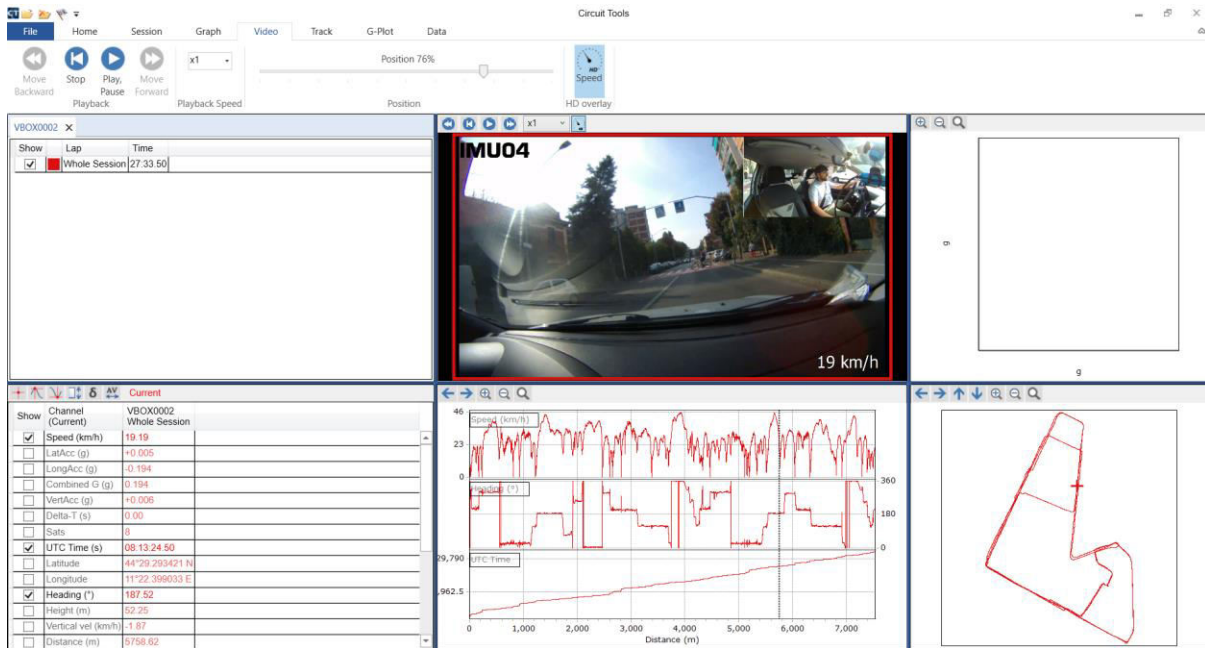 CT
Circuit Tools
File Home Session Graph Video Track G-Plot Data
Move Backward
Stop
Play, Pause
Move Forward
Playback
x1
Playback Speed
Position 76%
Position
HD
Speed
HD overlay
VBOX0002
Show Lap Time
Whole Session 27:33.50
x1
IMU04
19 km/h
g
g
δ
AV
Current
Show Channel (Current) VBOX0002 Whole Session
Speed (km/h) 19.19
LatAcc (g) +0.005
LongAcc (g) -0.194
Combined G (g) 0.194
VertAcc (g) +0.006
Delta-T (s) 0.00
Sats 8
UTC Time (s) 08:13:24.50
Latitude 44°29.293421 N
Longitude 11°22.399033 E
Heading (°) 187.52
Height (m) 52.25
Vertical vel (km/h) -1.87
Distance (m) 5758.62
46
Speed (km/h)
23
0
Heading (°)
360
180
0
29,790
UTC Time
,962.5
0 1,000 2,000 3,000 4,000 5,000 6,000 7,000
Distance (m)